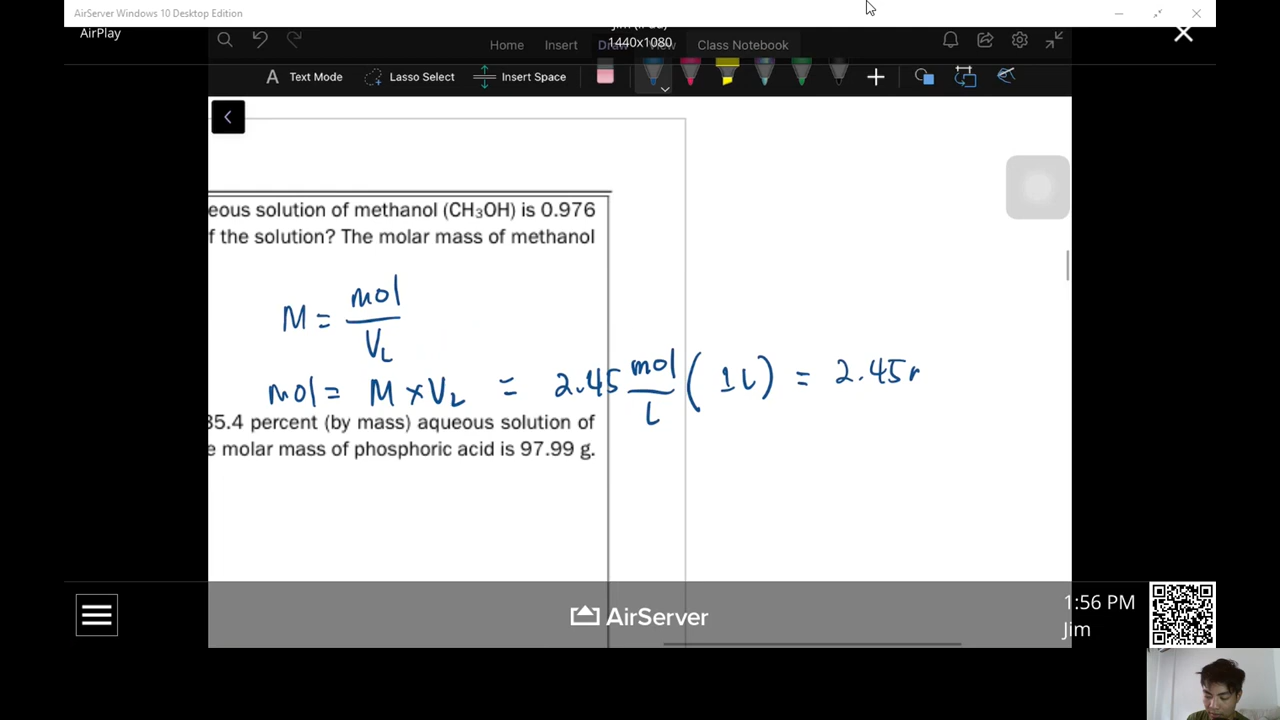 AirServer Windows 10 Desktop Edition
AirPlay
1440x1080
Home Insert Draw View Class Notebook
Text Mode Lasso Select Insert Space
eous solution of methanol (CH₃OH) is 0.976
f the solution? The molar mass of methanol
M = mol / V_L
mol = M × V_L = 2.45 mol / L ( 1 L ) = 2.45
35.4 percent (by mass) aqueous solution of
e molar mass of phosphoric acid is 97.99 g.
AirServer
1:56 PM
Jim